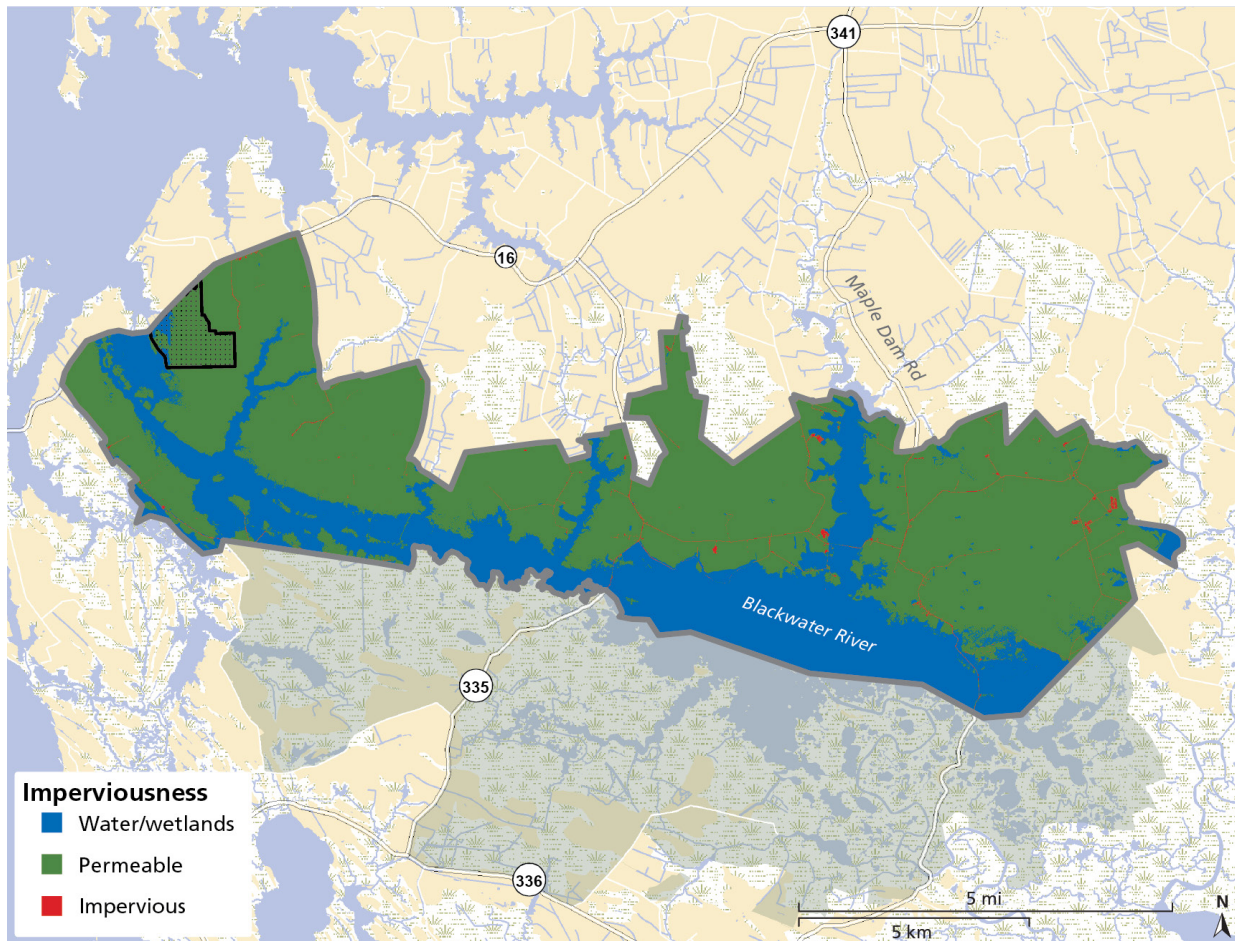 341
16
Maple Dam Rd
Blackwater River
335
Imperviousness
Water/wetlands
Permeable
Impervious
336
5 mi
5 km
N